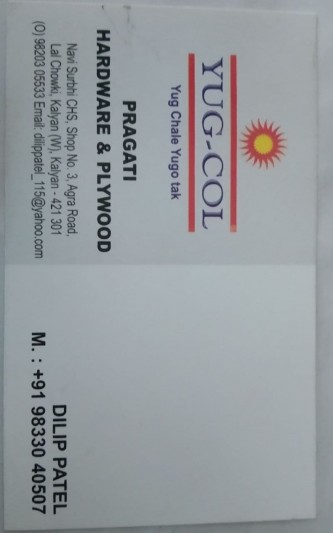 YUG-COL
Yug Chale Yugo tak
DILIP PATEL
M. : +91 98330 40507
PRAGATI
HARDWARE & PLYWOOD
Navi Surbhi CHS, Shop No. 3, Agra Road,
Lal Chowki, Kalyan (W), Kalyan - 421 301
(O) 98203 05533 Email: dilippatel_115@yahoo.com